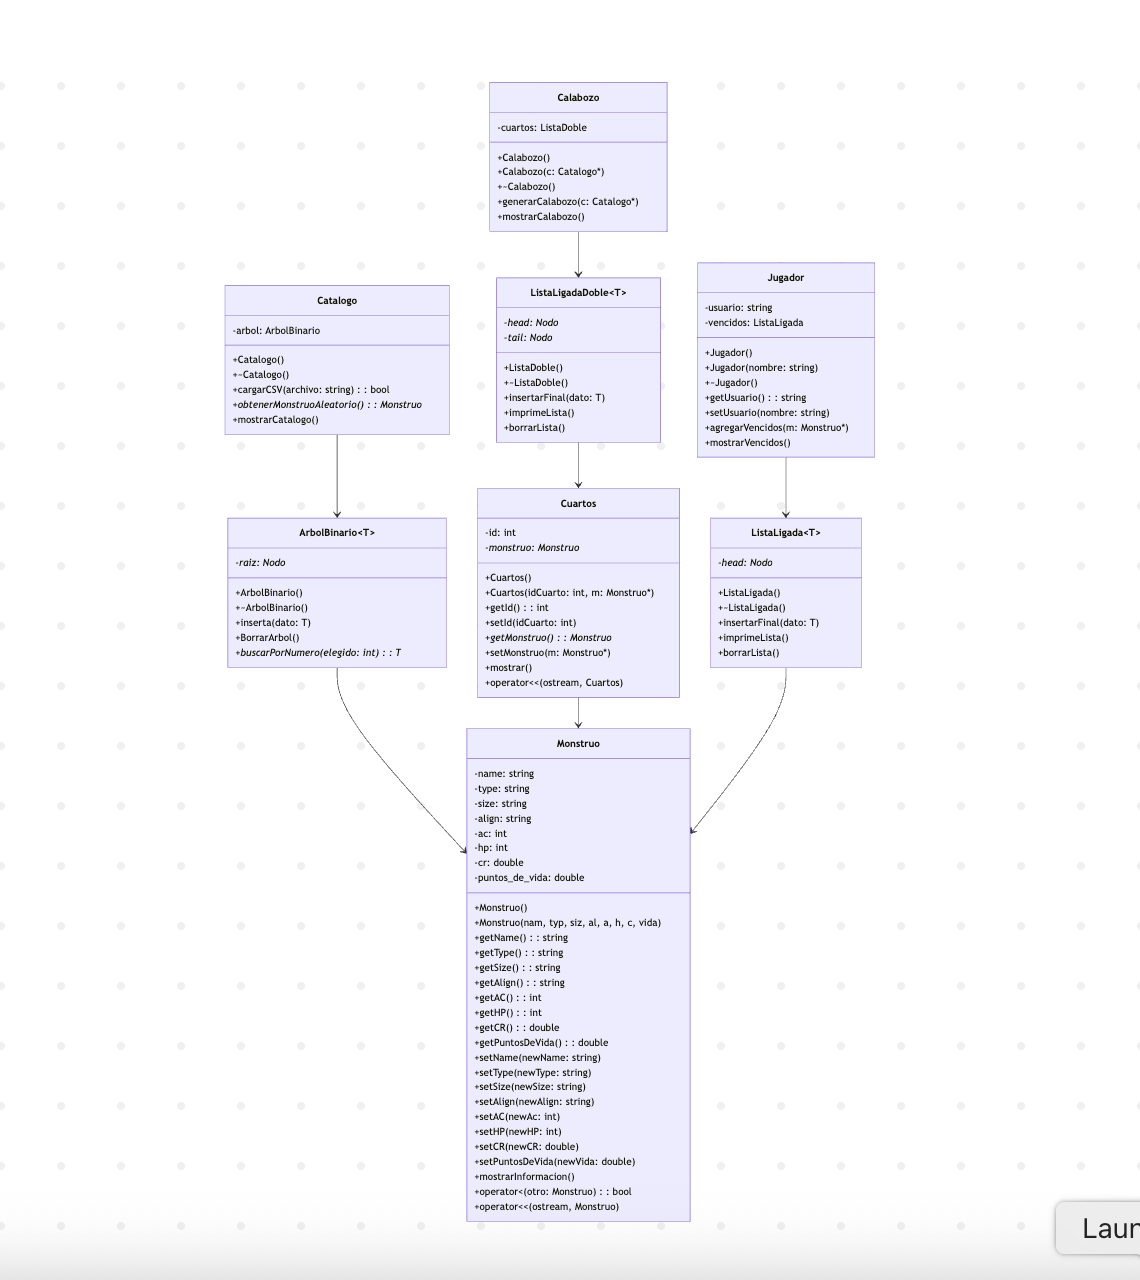 Calabozo
-cuartos: ListaDoble
+Calabozo()
+Calabozo(c: Catalogo*)
+~Calabozo()
+generarCalabozo(c: Catalogo*)
+mostrarCalabozo()
Catalogo
-arbol: ArbolBinario
+Catalogo()
+~Catalogo()
+cargarCSV(archivo: string) : : bool
+obtenerMonstruoAleatorio() : : Monstruo
+mostrarCatalogo()
ListaLigadaDoble<T>
-head: Nodo
-tail: Nodo
+ListaDoble()
+~ListaDoble()
+insertarFinal(dato: T)
+imprimeLista()
+borrarLista()
Jugador
-usuario: string
-vencidos: ListaLigada
+Jugador()
+Jugador(nombre: string)
+~Jugador()
+getUsuario() : : string
+setUsuario(nombre: string)
+agregarVencidos(m: Monstruo*)
+mostrarVencidos()
ArbolBinario<T>
-raiz: Nodo
+ArbolBinario()
+~ArbolBinario()
+inserta(dato: T)
+BorrarArbol()
+buscarPorNumero(elegido: int) : : T
Cuartos
-id: int
-monstruo: Monstruo
+Cuartos()
+Cuartos(idCuarto: int, m: Monstruo*)
+getId() : : int
+setId(idCuarto: int)
+getMonstruo() : : Monstruo
+setMonstruo(m: Monstruo*)
+mostrar()
+operator<<(ostream, Cuartos)
ListaLigada<T>
-head: Nodo
+ListaLigada()
+~ListaLigada()
+insertarFinal(dato: T)
+imprimeLista()
+borrarLista()
Monstruo
-name: string
-type: string
-size: string
-align: string
-ac: int
-hp: int
-cr: double
-puntos_de_vida: double
+Monstruo()
+Monstruo(nam, typ, siz, al, a, h, c, vida)
+getName() : : string
+getType() : : string
+getSize() : : string
+getAlign() : : string
+getAC() : : int
+getHP() : : int
+getCR() : : double
+getPuntosDeVida() : : double
+setName(newName: string)
+setType(newType: string)
+setSize(newSize: string)
+setAlign(newAlign: string)
+setAC(newAc: int)
+setHP(newHP: int)
+setCR(newCR: double)
+setPuntosDeVida(newVida: double)
+mostrarInformacion()
+operator<(otro: Monstruo) : : bool
+operator<<(ostream, Monstruo)